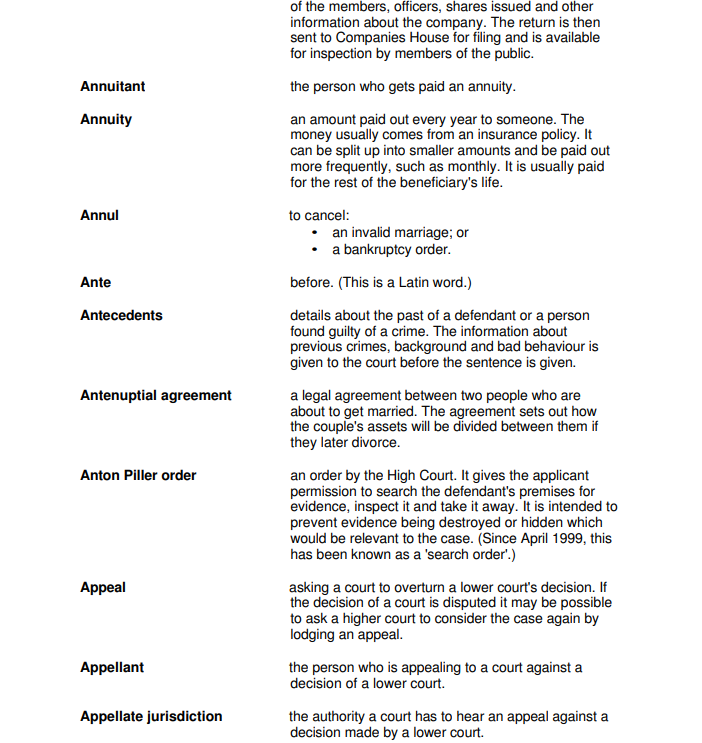 of the members, officers, shares issued and other
information about the company. The return is then
sent to Companies House for filing and is available
for inspection by members of the public.
Annuitant the person who gets paid an annuity.
Annuity an amount paid out every year to someone. The
money usually comes from an insurance policy. It
can be split up into smaller amounts and be paid out
more frequently, such as monthly. It is usually paid
for the rest of the beneficiary's life.
Annul to cancel:
• an invalid marriage; or
• a bankruptcy order.
Ante before. (This is a Latin word.)
Antecedents details about the past of a defendant or a person
found guilty of a crime. The information about
previous crimes, background and bad behaviour is
given to the court before the sentence is given.
Antenuptial agreement a legal agreement between two people who are
about to get married. The agreement sets out how
the couple's assets will be divided between them if
they later divorce.
Anton Piller order an order by the High Court. It gives the applicant
permission to search the defendant's premises for
evidence, inspect it and take it away. It is intended to
prevent evidence being destroyed or hidden which
would be relevant to the case. (Since April 1999, this
has been known as a 'search order'.)
Appeal asking a court to overturn a lower court's decision. If
the decision of a court is disputed it may be possible
to ask a higher court to consider the case again by
lodging an appeal.
Appellant the person who is appealing to a court against a
decision of a lower court.
Appellate jurisdiction the authority a court has to hear an appeal against a
decision made by a lower court.